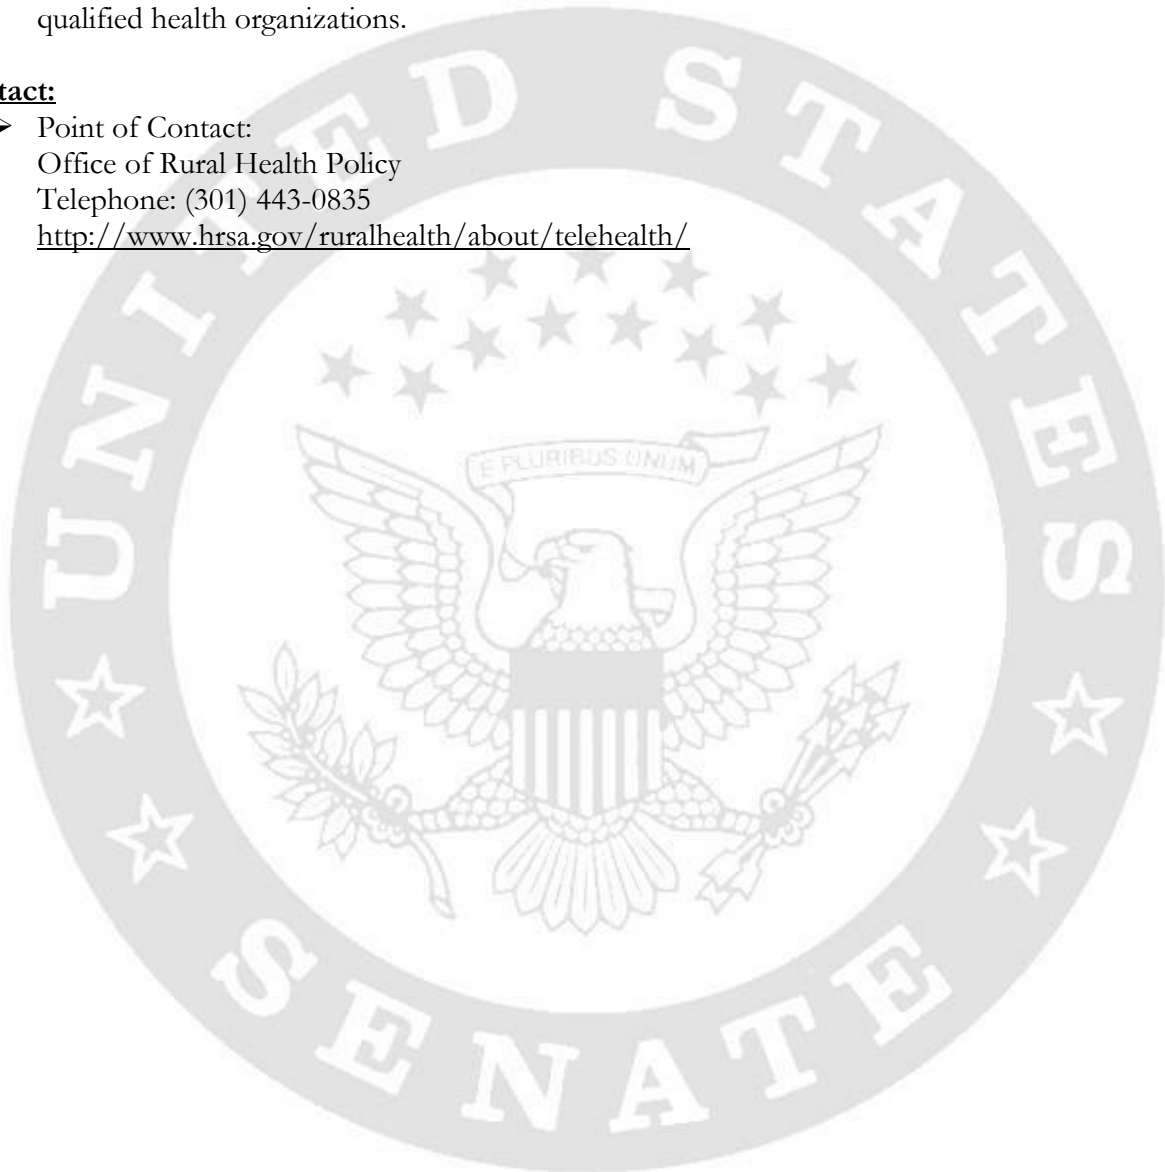 qualified health organizations.
tact:
➢ Point of Contact:
Office of Rural Health Policy
Telephone: (301) 443-0835
http://www.hrsa.gov/ruralhealth/about/telehealth/
UNITED STATES
E PLURIBUS UNUM
SENATE